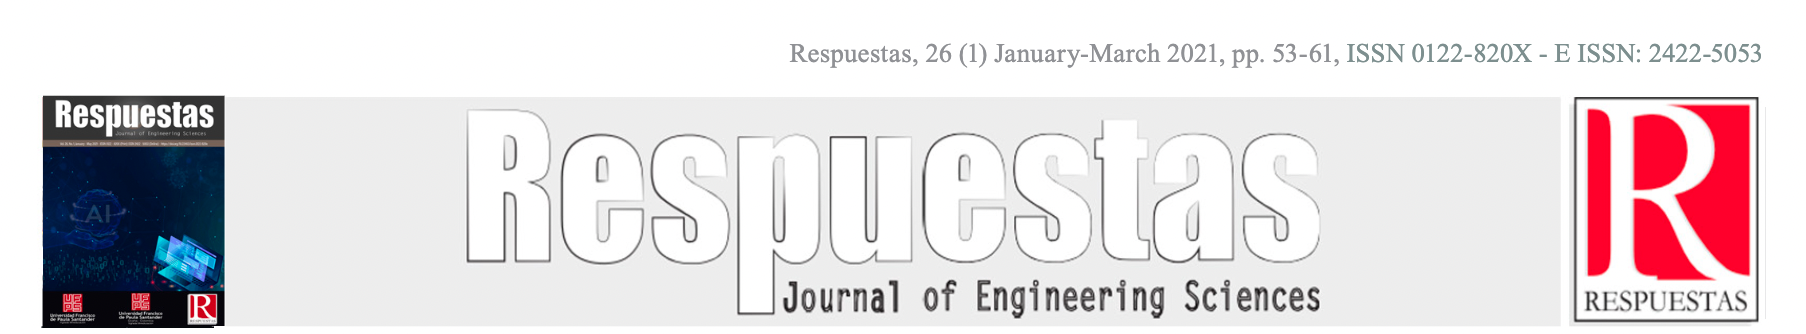 Respuestas, 26 (1) January-March 2021, pp. 53-61, ISSN 0122-820X - E ISSN: 2422-5053
Respuestas
Journal of Engineering Sciences
AI
Universidad Francisco
de Paula Santander
Universidad Francisco
de Paula Santander
RESPUESTAS
Respuestas
Journal of Engineering Sciences
R
RESPUESTAS